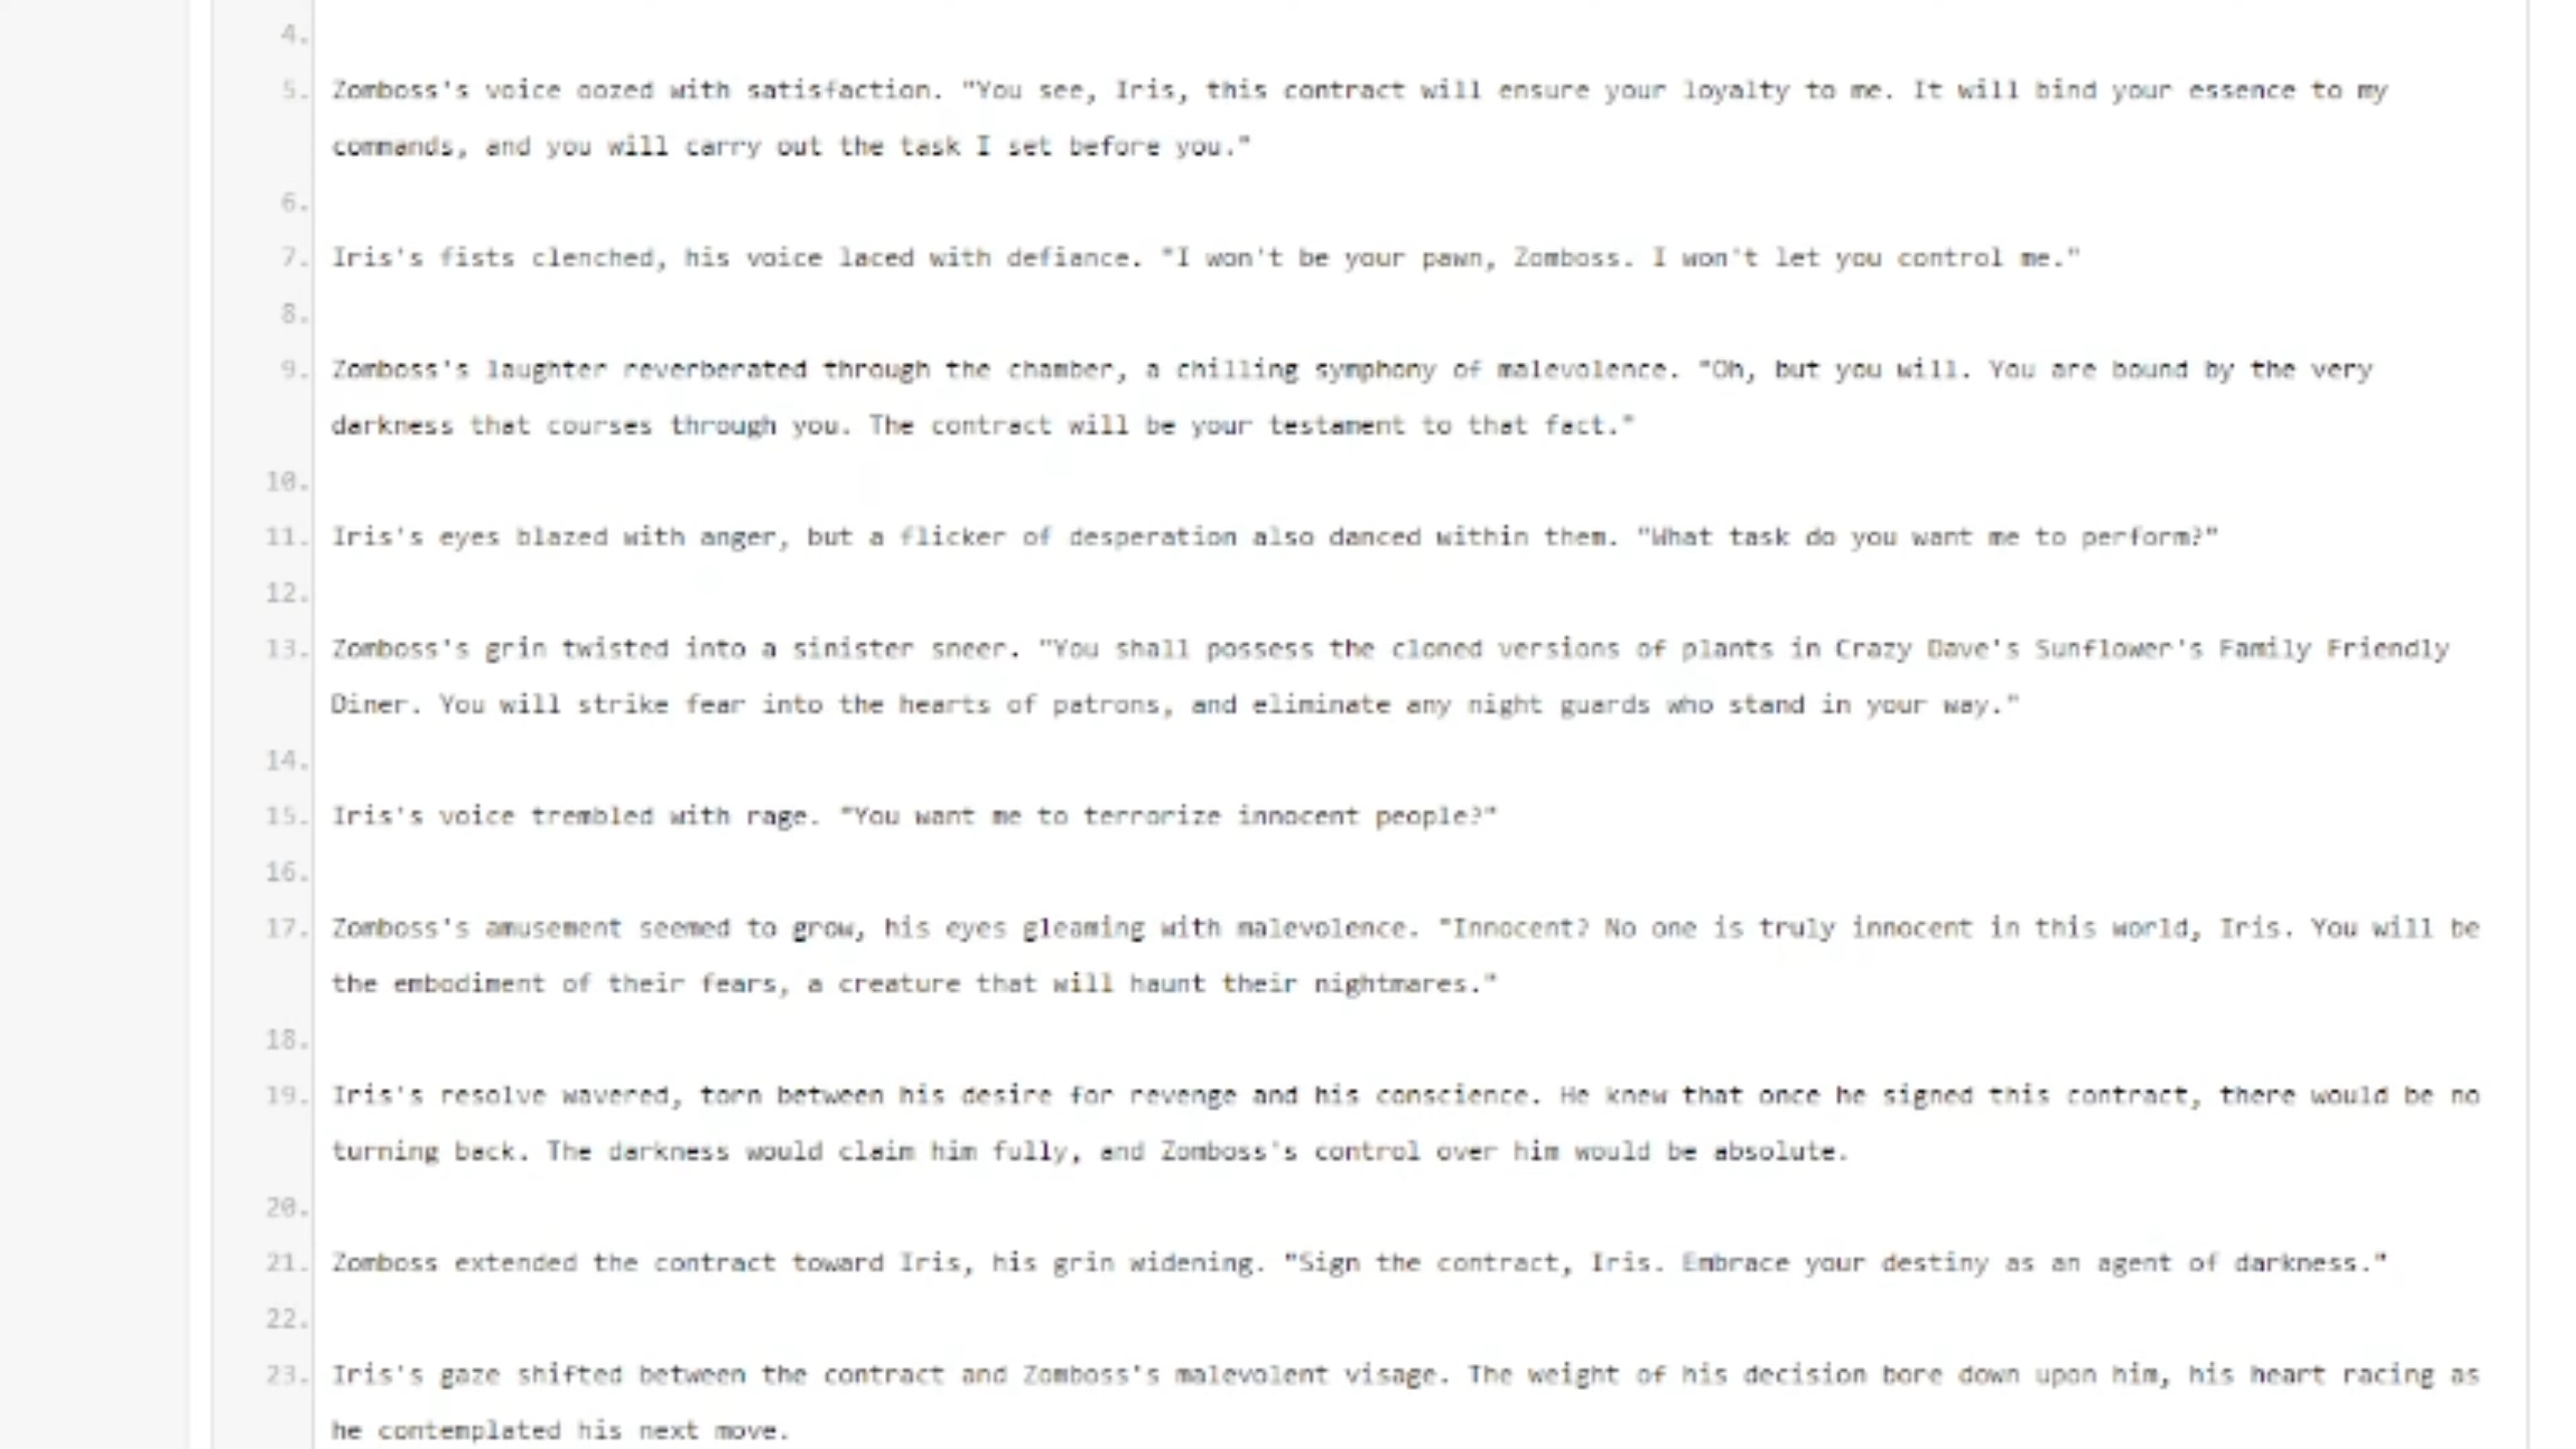 4.
5. Zomboss's voice oozed with satisfaction. "You see, Iris, this contract will ensure your loyalty to me. It will bind your essence to my
commands, and you will carry out the task I set before you."
6.
7. Iris's fists clenched, his voice laced with defiance. "I won't be your pawn, Zomboss. I won't let you control me."
8.
9. Zomboss's laughter reverberated through the chamber, a chilling symphony of malevolence. "Oh, but you will. You are bound by the very
darkness that courses through you. The contract will be your testament to that fact."
10.
11. Iris's eyes blazed with anger, but a flicker of desperation also danced within them. "What task do you want me to perform?"
12.
13. Zomboss's grin twisted into a sinister sneer. "You shall possess the cloned versions of plants in Crazy Dave's Sunflower's Family Friendly
Diner. You will strike fear into the hearts of patrons, and eliminate any night guards who stand in your way."
14.
15. Iris's voice trembled with rage. "You want me to terrorize innocent people?"
16.
17. Zomboss's amusement seemed to grow, his eyes gleaming with malevolence. "Innocent? No one is truly innocent in this world, Iris. You will be
the embodiment of their fears, a creature that will haunt their nightmares."
18.
19. Iris's resolve wavered, torn between his desire for revenge and his conscience. He knew that once he signed this contract, there would be no
turning back. The darkness would claim him fully, and Zomboss's control over him would be absolute.
20.
21. Zomboss extended the contract toward Iris, his grin widening. "Sign the contract, Iris. Embrace your destiny as an agent of darkness."
22.
23. Iris's gaze shifted between the contract and Zomboss's malevolent visage. The weight of his decision bore down upon him, his heart racing as
he contemplated his next move.